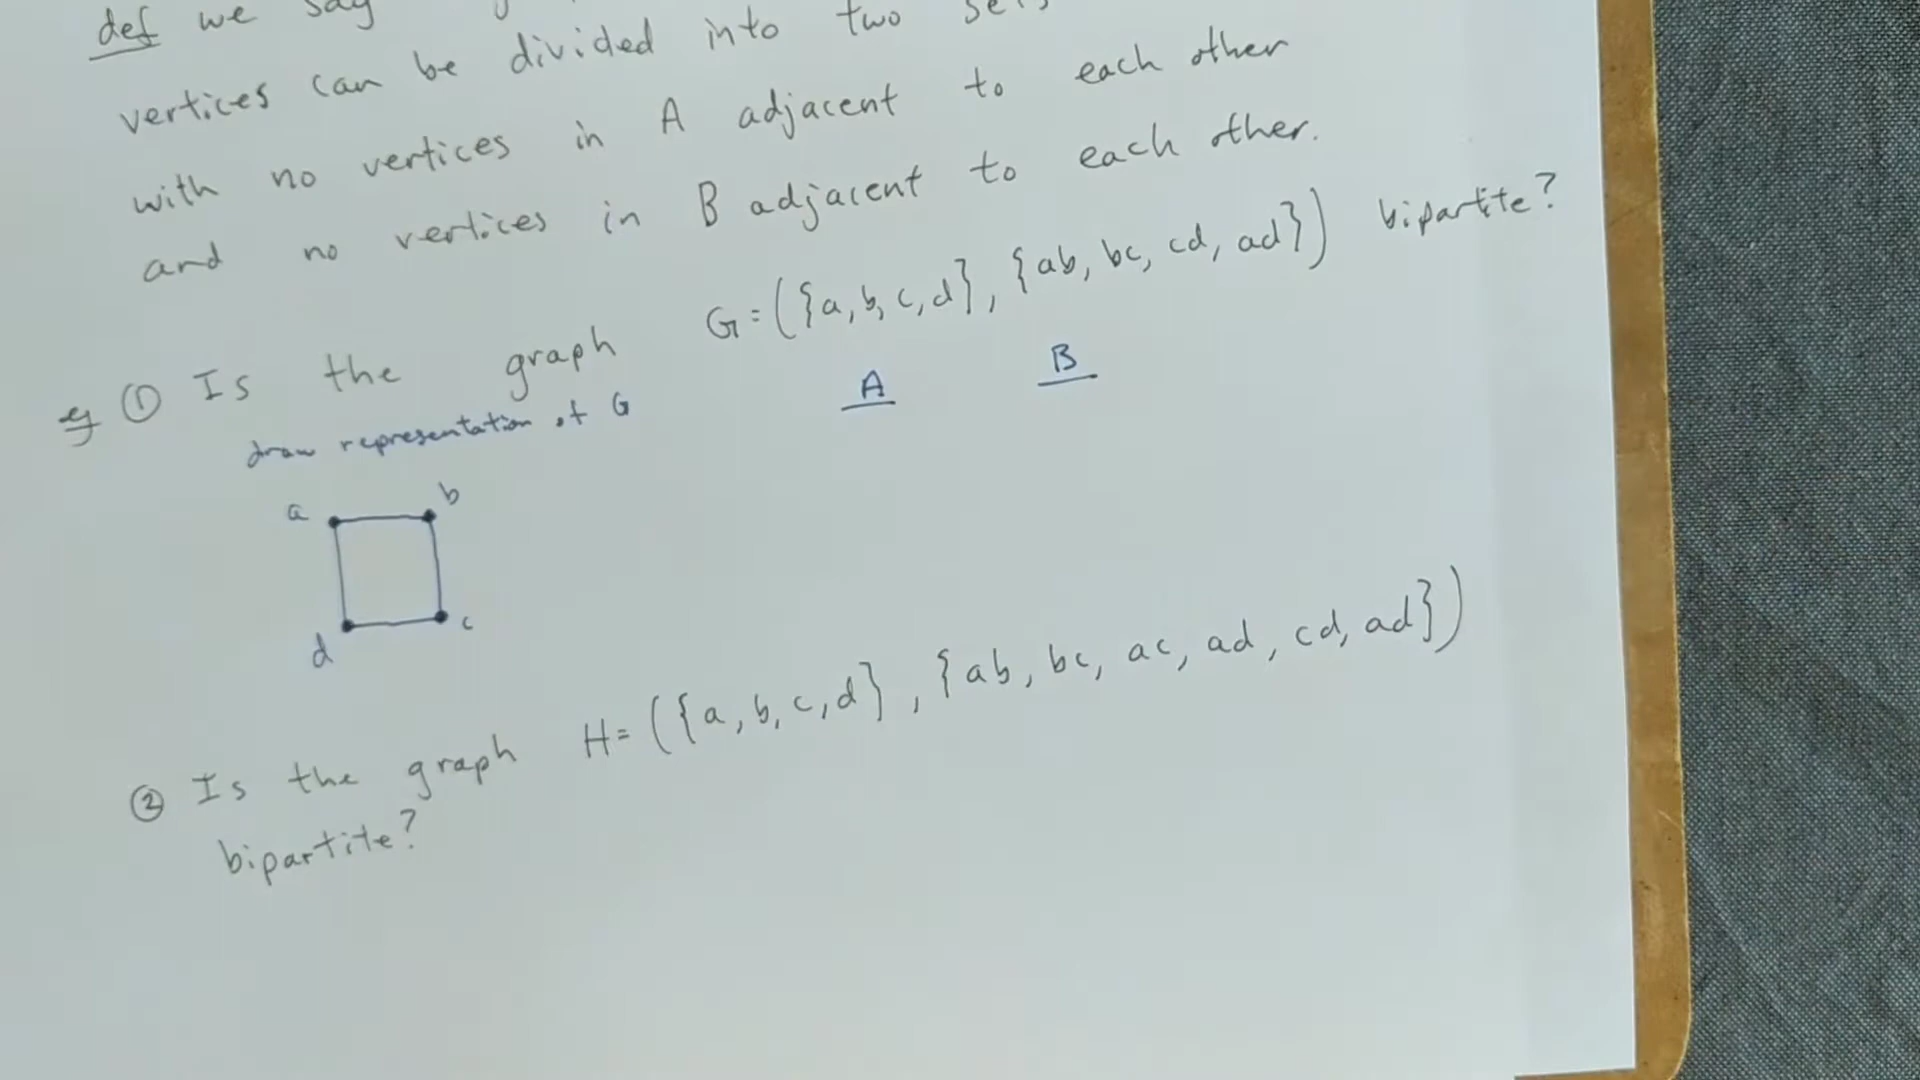 def we say
vertices can be divided into two sets
with no vertices in A adjacent to each other
and no vertices in B adjacent to each other.
eg ① Is the graph G=({a,b,c,d}, {ab, bc, cd, ad}) bipartite?
draw representation of G
A B
a b
d c
② Is the graph H=({a,b,c,d}, {ab, bc, ac, ad, cd, ad})
bipartite?